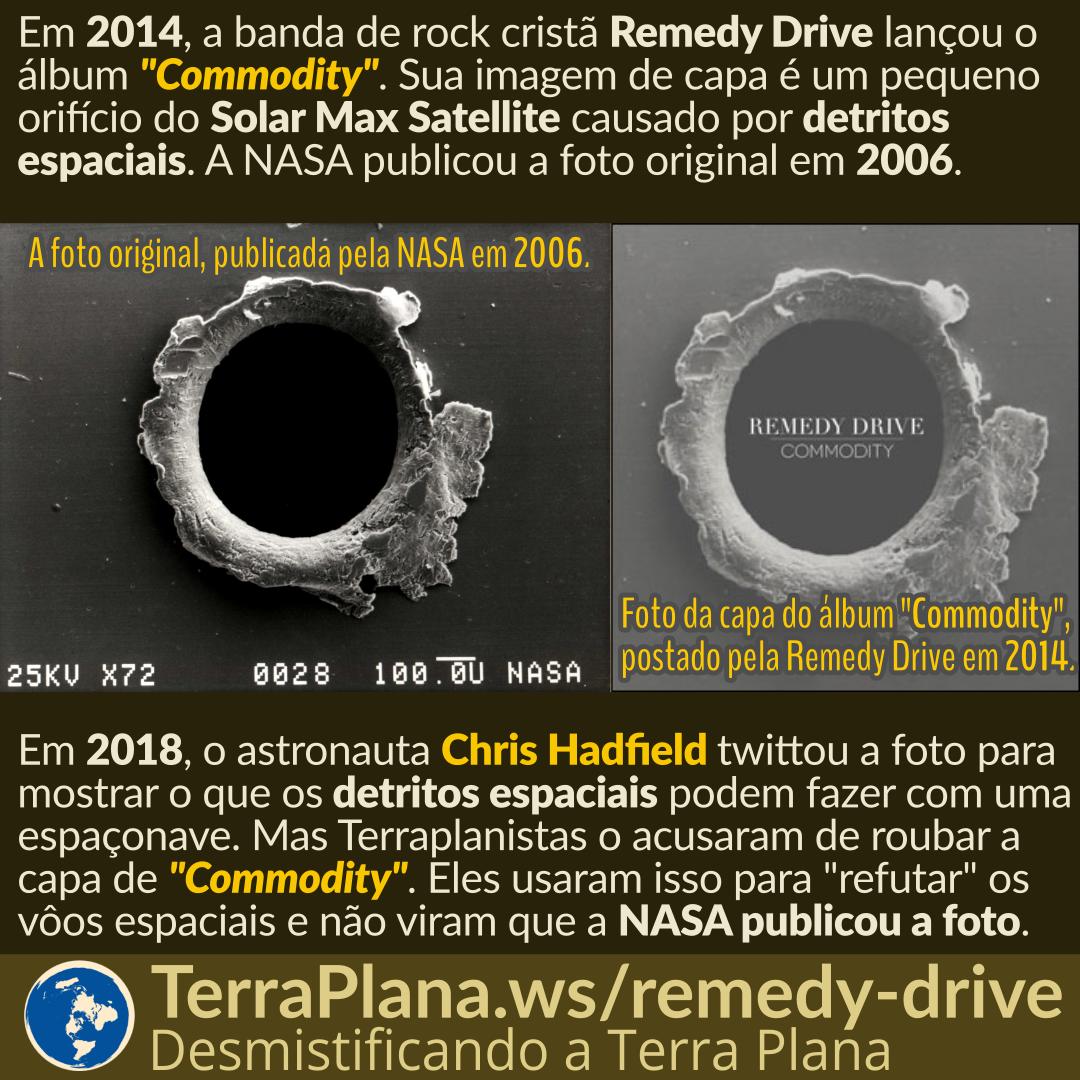 Em 2014, a banda de rock cristã Remedy Drive lançou o
álbum "Commodity". Sua imagem de capa é um pequeno
orifício do Solar Max Satellite causado por detritos
espaciais. A NASA publicou a foto original em 2006.
A foto original, publicada pela NASA em 2006.
25KV X72 0028 100.0U NASA
REMEDY DRIVE
COMMODITY
Foto da capa do álbum "Commodity",
postado pela Remedy Drive em 2014.
Em 2018, o astronauta Chris Hadfield twittou a foto para
mostrar o que os detritos espaciais podem fazer com uma
espaçonave. Mas Terraplanistas o acusaram de roubar a
capa de "Commodity". Eles usaram isso para "refutar" os
vôos espaciais e não viram que a NASA publicou a foto.
TerraPlana.ws/remedy-drive
Desmistificando a Terra Plana